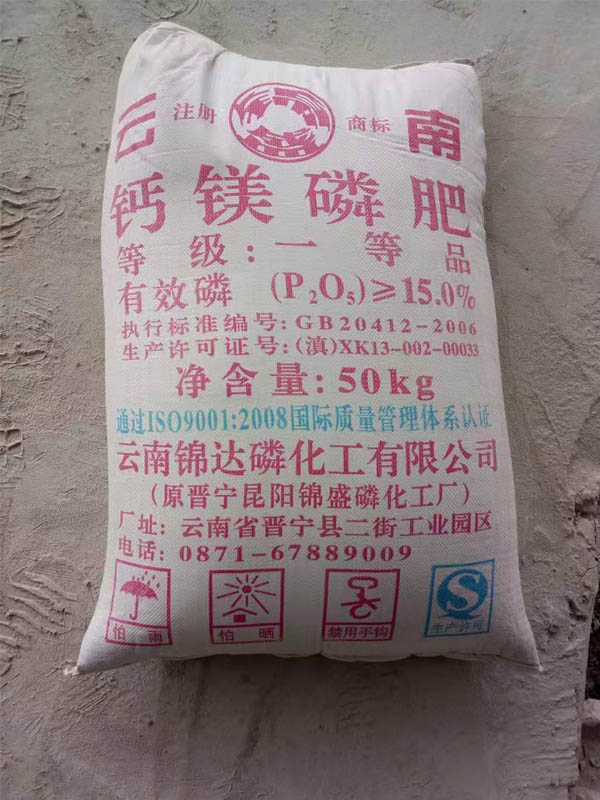 云 注册 商标 南
钙镁磷肥
等级：一等品
有效磷 (P₂O₅)≥15.0%
执行标准编号：GB20412-2006
生产许可证号：(滇)XK13-002-00033
净含量：50kg
通过ISO9001:2008国际质量管理体系认证
云南锦达磷化工有限公司
(原晋宁昆阳锦盛磷化工厂)
厂址：云南省晋宁县二街工业园区
电话：0871-67889009
怕雨 怕晒 禁用手钩 生产许可